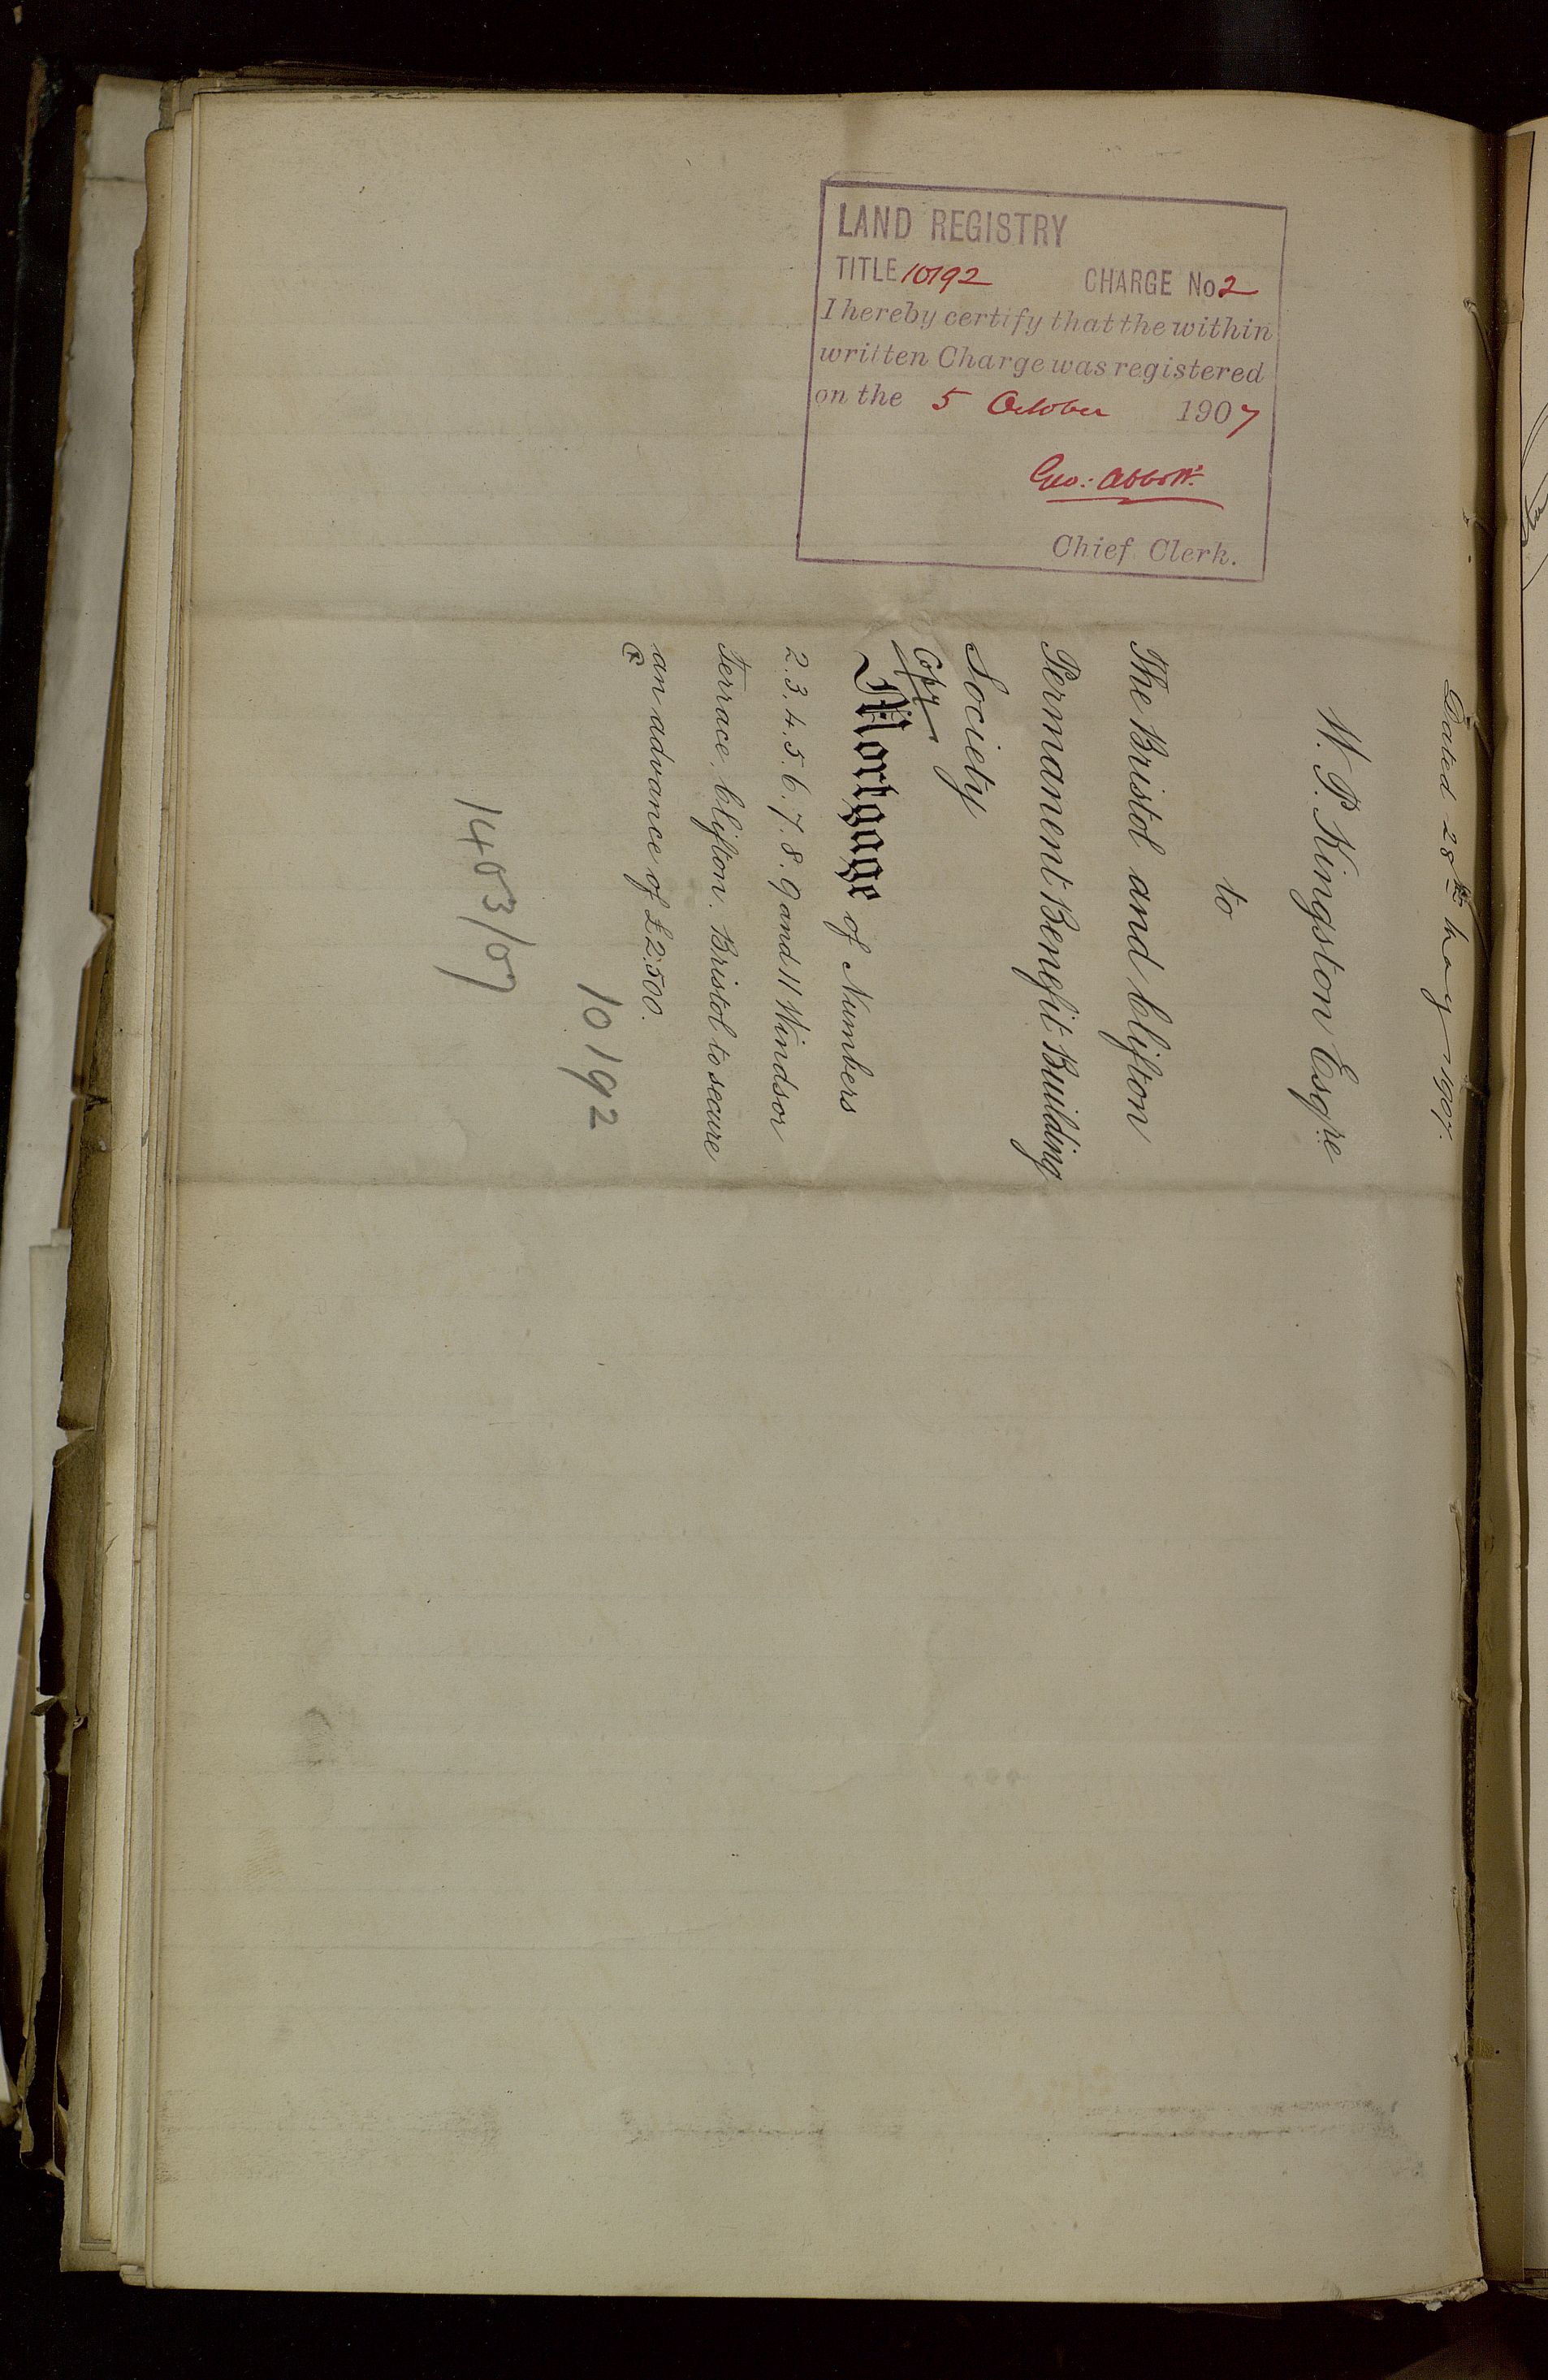 LAND REGISTRY
TITLE 10192 CHARGE No 2
I hereby certify that the within
written Charge was registered
on the 5 October 1907
Geo: Abbott
Chief Clerk.
Dated 28th May 1907.
W. P. Kingston Esqre
to
The Bristol and Clifton
Permanent Benefit Building
Society
Copy
Mortgage of Numbers
2. 3. 4. 5. 6. 7. 8. 9 and 11 Windsor
Terrace, Clifton. Bristol to secure
an advance of £2500.
10192
1403/07